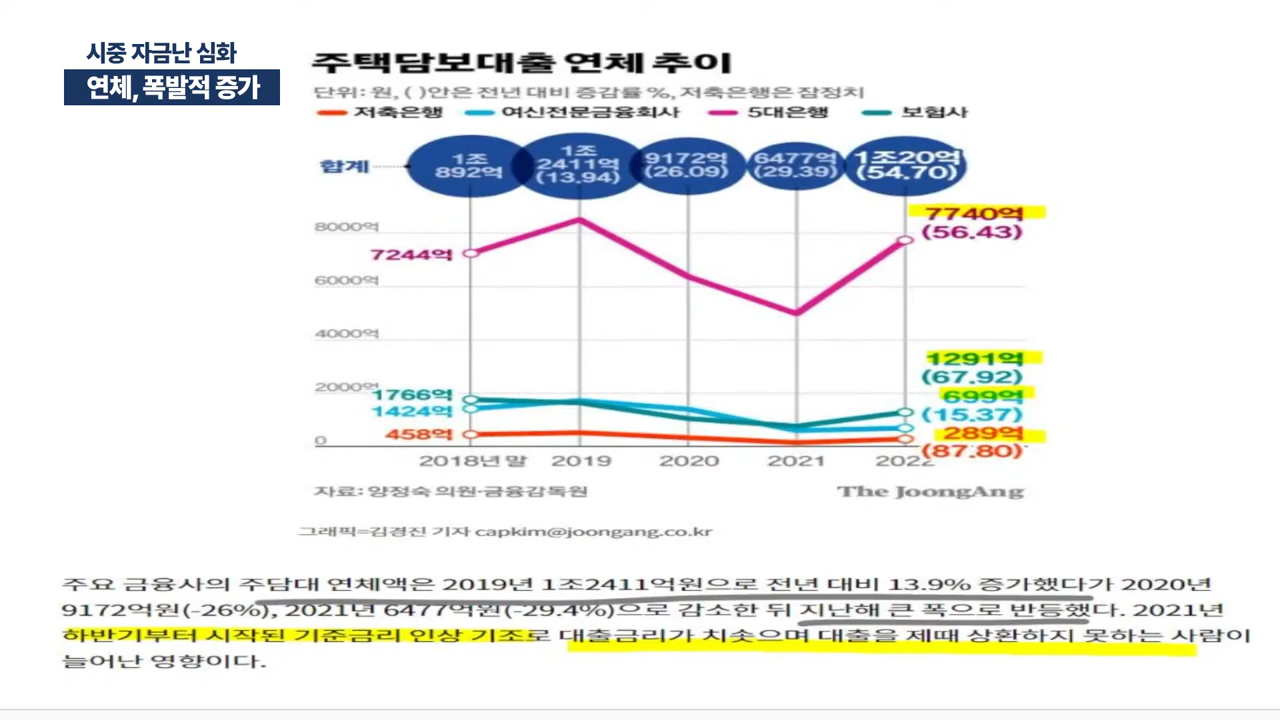 시중 자금난 심화
연체, 폭발적 증가
주택담보대출 연체 추이
단위: 원, ( )안은 전년 대비 증감률 %, 저축은행은 잠정치
저축은행 여신전문금융회사 5대은행 보험사
합계
1조
892억
1조
2411억
(13.94)
9172억
(26.09)
6477억
(29.39)
1조20억
(54.70)
7740억
(56.43)
8000억
7244억
6000억
4000억
1291억
(67.92)
2000억
1766억
699억
1424억
(15.37)
458억
289억
0
(87.80)
2018년 말 2019 2020 2021 2022
자료: 양정숙 의원·금융감독원
The JoongAng
그래픽=김경진 기자 capkim@joongang.co.kr
주요 금융사의 주담대 연체액은 2019년 1조2411억원으로 전년 대비 13.9% 증가했다가 2020년
9172억원(-26%), 2021년 6477억원(-29.4%)으로 감소한 뒤 지난해 큰 폭으로 반등했다. 2021년
하반기부터 시작된 기준금리 인상 기조로 대출금리가 치솟으며 대출을 제때 상환하지 못하는 사람이
늘어난 영향이다.